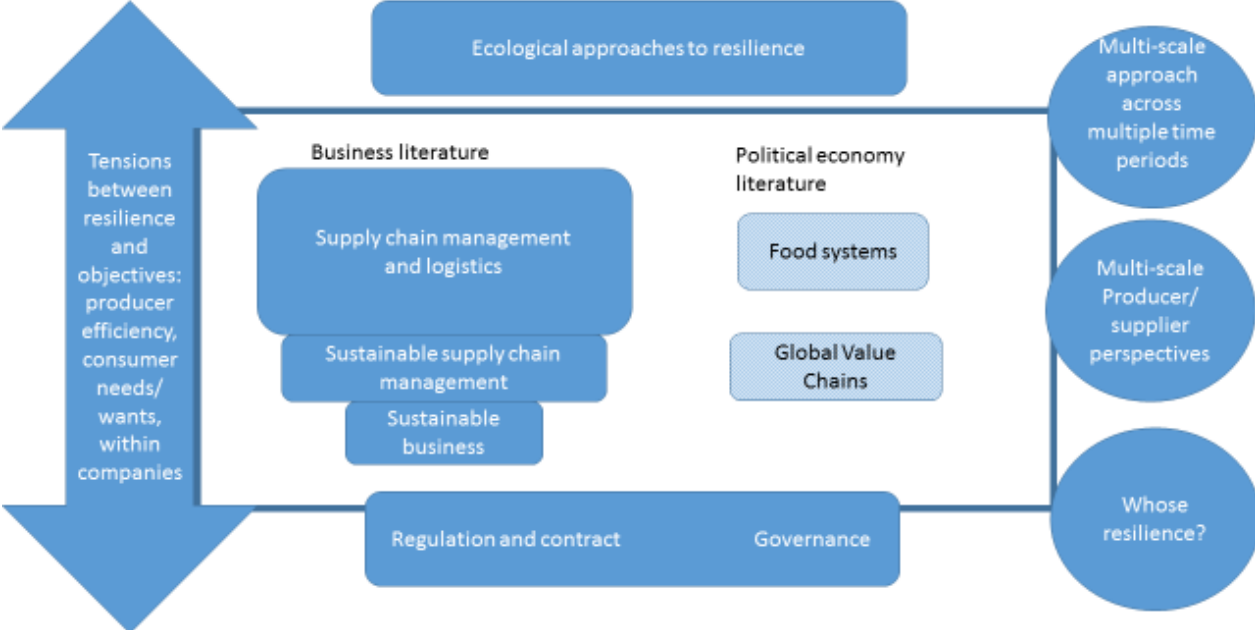 Ecological approaches to resilience
Tensions
between
resilience
and
objectives:
producer
efficiency,
consumer
needs/
wants,
within
companies
Business literature
Supply chain management
and logistics
Sustainable supply chain
management
Sustainable
business
Political economy
literature
Food systems
Global Value
Chains
Regulation and contract
Governance
Multi-scale
approach
across
multiple time
periods
Multi-scale
Producer/
supplier
perspectives
Whose
resilience?